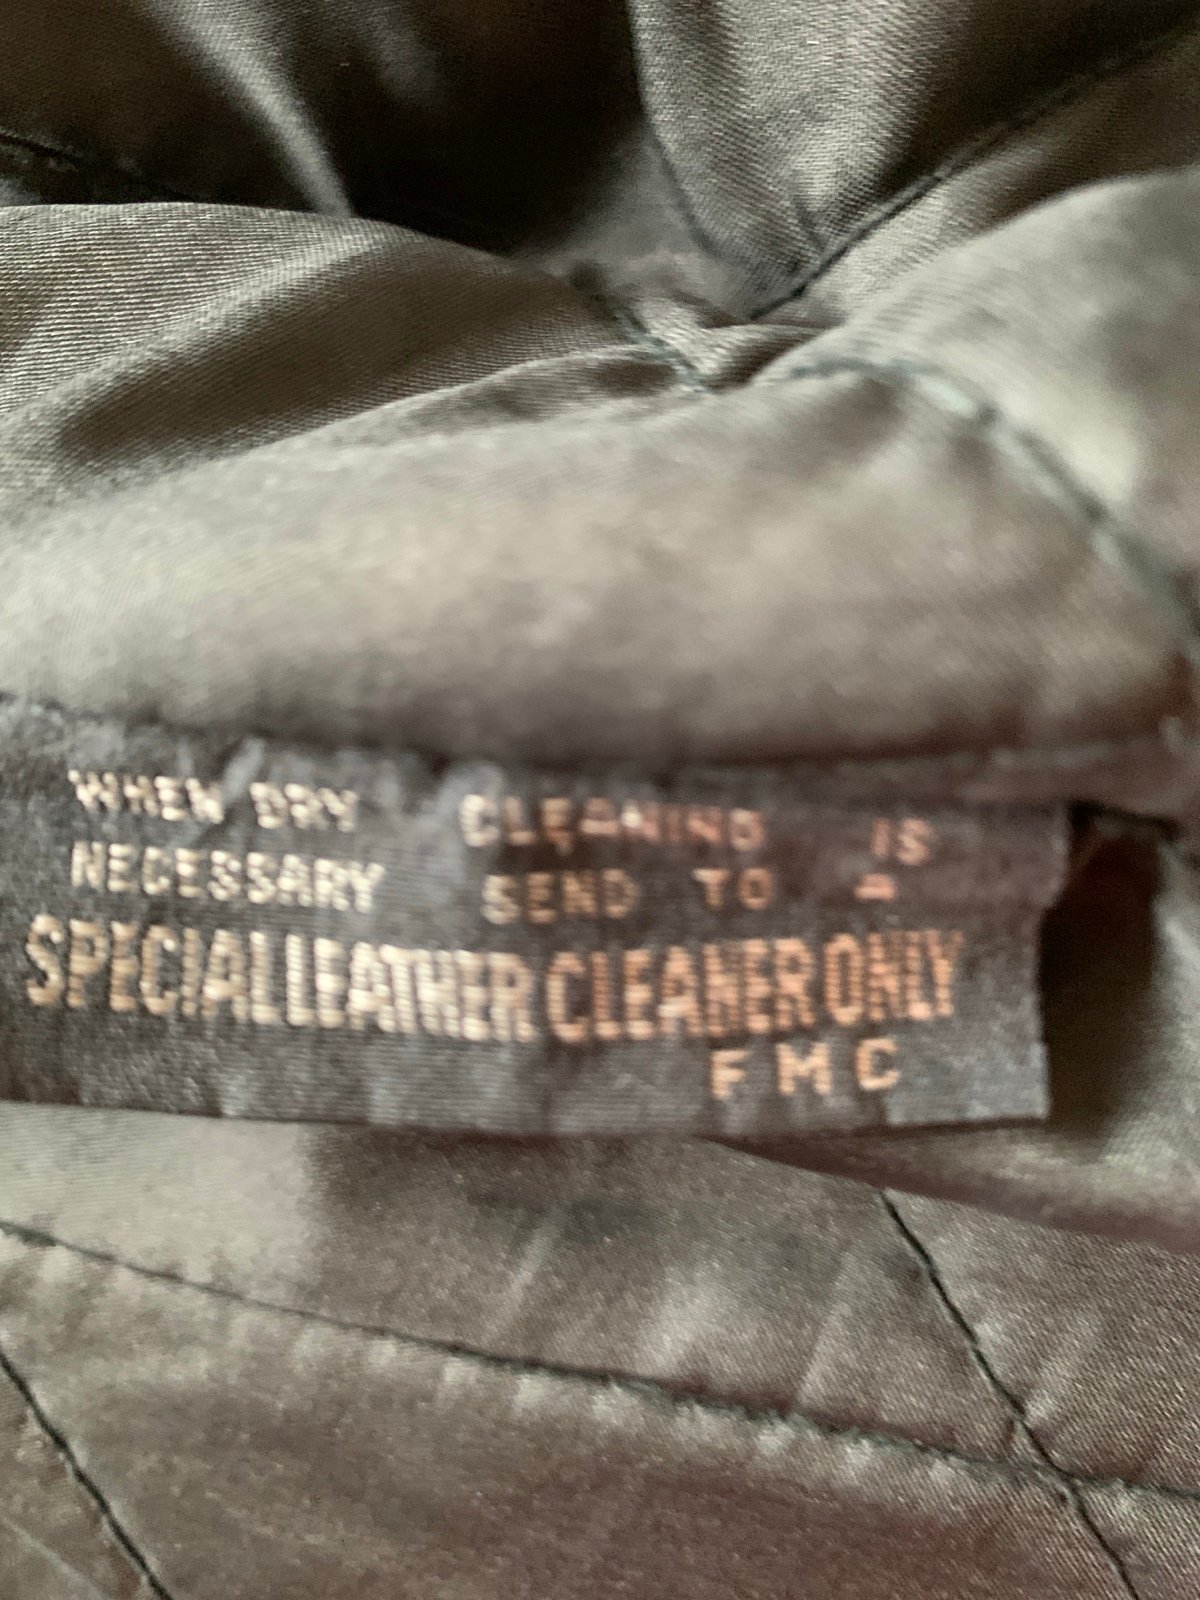 WHEN DRY CLEANING IS
NECESSARY SEND TO A
SPECIAL LEATHER CLEANER ONLY
FMC